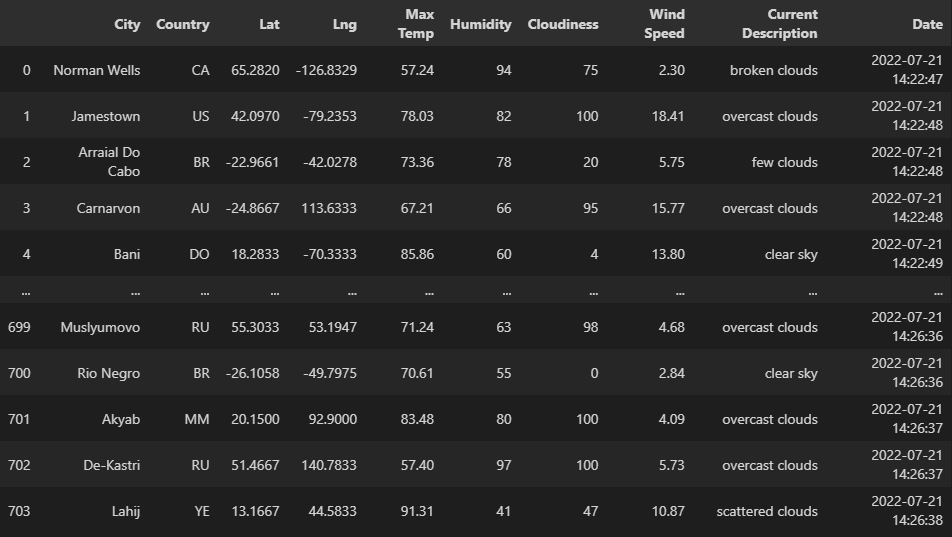 City Country Lat Lng Max Temp Humidity Cloudiness Wind Speed Current Description Date
0 Norman Wells CA 65.2820 -126.8329 57.24 94 75 2.30 broken clouds 2022-07-21 14:22:47
1 Jamestown US 42.0970 -79.2353 78.03 82 100 18.41 overcast clouds 2022-07-21 14:22:48
2 Arraial Do Cabo BR -22.9661 -42.0278 73.36 78 20 5.75 few clouds 2022-07-21 14:22:48
3 Carnarvon AU -24.8667 113.6333 67.21 66 95 15.77 overcast clouds 2022-07-21 14:22:48
4 Bani DO 18.2833 -70.3333 85.86 60 4 13.80 clear sky 2022-07-21 14:22:49
... ... ... ... ... ... ... ... ... ... ...
699 Muslyumovo RU 55.3033 53.1947 71.24 63 98 4.68 overcast clouds 2022-07-21 14:26:36
700 Rio Negro BR -26.1058 -49.7975 70.61 55 0 2.84 clear sky 2022-07-21 14:26:36
701 Akyab MM 20.1500 92.9000 83.48 80 100 4.09 overcast clouds 2022-07-21 14:26:37
702 De-Kastri RU 51.4667 140.7833 57.40 97 100 5.73 overcast clouds 2022-07-21 14:26:37
703 Lahij YE 13.1667 44.5833 91.31 41 47 10.87 scattered clouds 2022-07-21 14:26:38